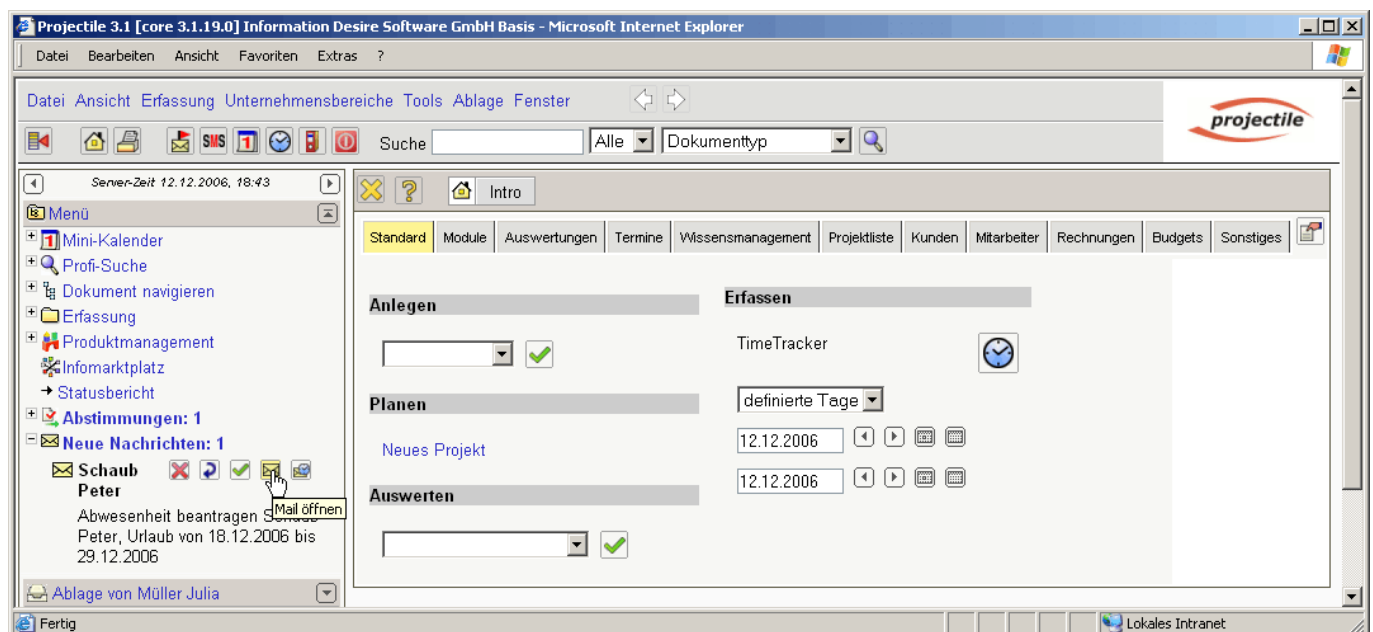 Projectile 3.1 [core 3.1.19.0] Information Desire Software GmbH Basis - Microsoft Internet Explorer
Datei Bearbeiten Ansicht Favoriten Extras ?
Datei Ansicht Erfassung Unternehmensbereiche Tools Ablage Fenster
projectile
SMS 1 Suche Alle Dokumenttyp
Server-Zeit 12.12.2006, 18:43
Menü
1 Mini-Kalender
Profi-Suche
Dokument navigieren
Erfassung
Produktmanagement
Infomarktplatz
Statusbericht
Abstimmungen: 1
Neue Nachrichten: 1
Schaub
Peter
Mail öffnen
Abwesenheit beantragen Schaub
Peter, Urlaub von 18.12.2006 bis
29.12.2006
Ablage von Müller Julia
? Intro
Standard Module Auswertungen Termine Wissensmanagement Projektliste Kunden Mitarbeiter Rechnungen Budgets Sonstiges
Anlegen
Planen
Neues Projekt
Auswerten
Erfassen
TimeTracker
definierte Tage
12.12.2006
12.12.2006
Fertig
Lokales Intranet